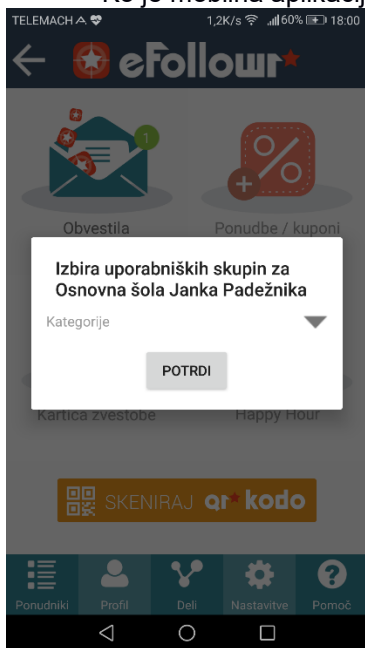 TELEMACH 1,2K/s 60% 18:00
eFollowr
1
Obvestila Ponudbe / kuponi
Izbira uporabniških skupin za
Osnovna šola Janka Padežnika
Kategorije
POTRDI
Kartica zvestobe Happy Hour
SKENIRAJ qr kodo
Ponudniki Profil Deli Nastavitve Pomoč